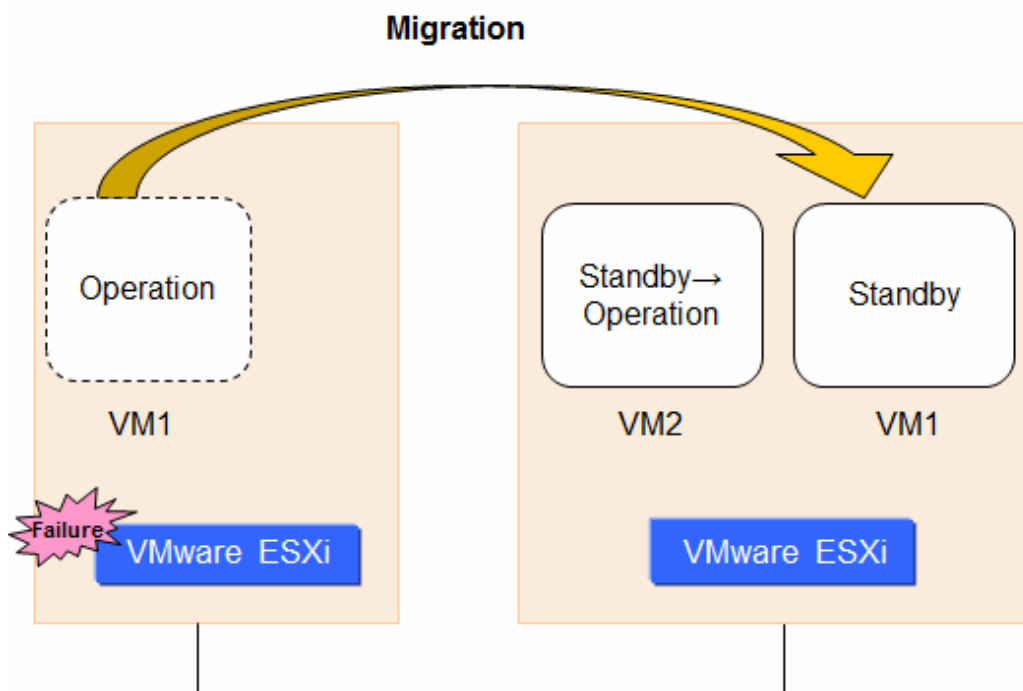 Migration
Operation
VM1
Failure
VMware ESXi
Standby→
Operation
VM2
Standby
VM1
VMware ESXi